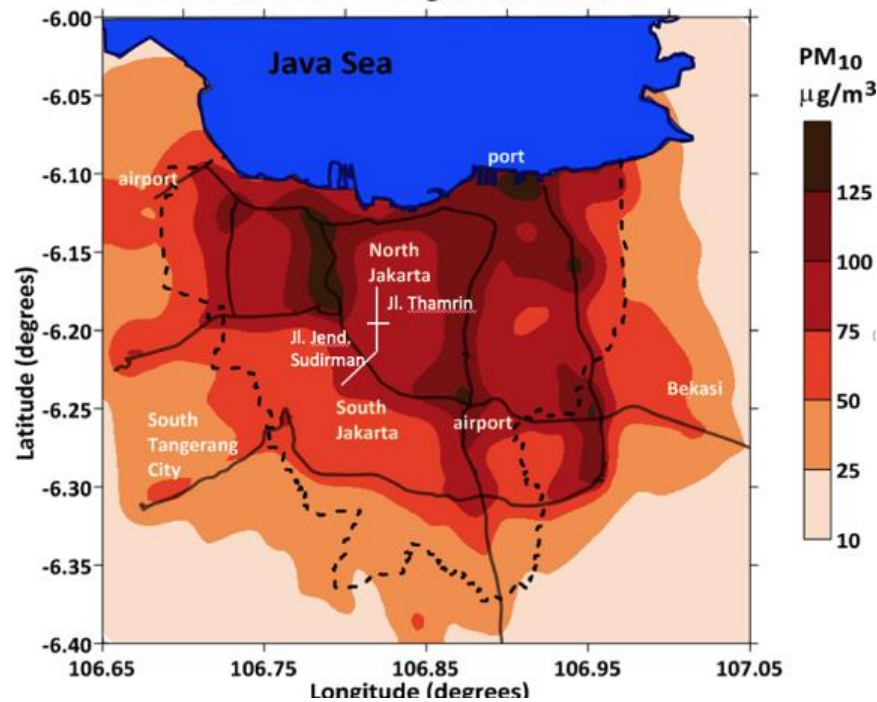 -6.00
-6.05
-6.10
-6.15
-6.20
-6.25
-6.30
-6.35
-6.40
Latitude (degrees)
Java Sea
port
airport
North
Jakarta
Jl. Thamrin
Jl. Jend.
Sudirman
South
Jakarta
airport
Bekasi
South
Tangerang
City
106.65
106.75
106.85
106.95
107.05
Longitude (degrees)
PM10
μg/m3
125
100
75
50
25
10